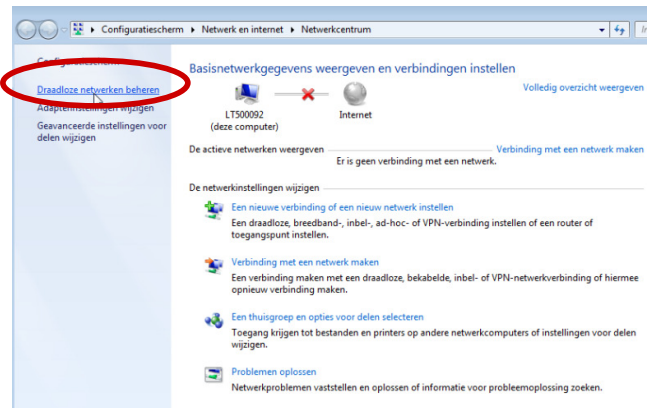 Configuratiescherm ▸ Netwerk en internet ▸ Netwerkcentrum
Draadloze netwerken beheren
Adapterinstellingen wijzigen
Geavanceerde instellingen voor
delen wijzigen
Basisnetwerkgegevens weergeven en verbindingen instellen
Volledig overzicht weergeven
LT500092
(deze computer)
Internet
De actieve netwerken weergeven
Verbinding met een netwerk maken
Er is geen verbinding met een netwerk.
De netwerkinstellingen wijzigen
Een nieuwe verbinding of een nieuw netwerk instellen
Een draadloze, breedband-, inbel-, ad-hoc- of VPN-verbinding instellen of een router of
toegangspunt instellen.
Verbinding met een netwerk maken
Een verbinding maken met een draadloze, bekabelde, inbel- of VPN-netwerkverbinding of hiermee
opnieuw verbinding maken.
Een thuisgroep en opties voor delen selecteren
Toegang krijgen tot bestanden en printers op andere netwerkcomputers of instellingen voor delen
wijzigen.
Problemen oplossen
Netwerkproblemen vaststellen en oplossen of informatie voor probleemoplossing zoeken.